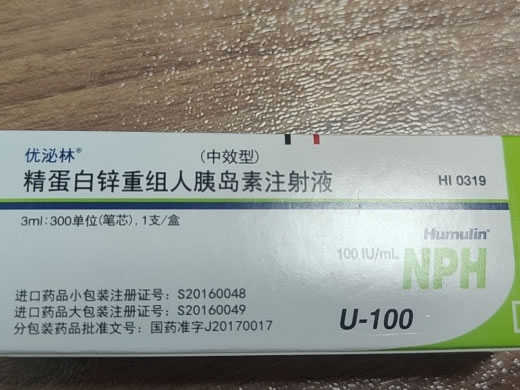 优泌林®
(中效型)
精蛋白锌重组人胰岛素注射液
HI 0319
3ml:300单位(笔芯),1支/盒
Humulin®
100 IU/mL
NPH
进口药品小包装注册证号：S20160048
进口药品大包装注册证号：S20160049
分包装药品批准文号：国药准字J20170017
U-100